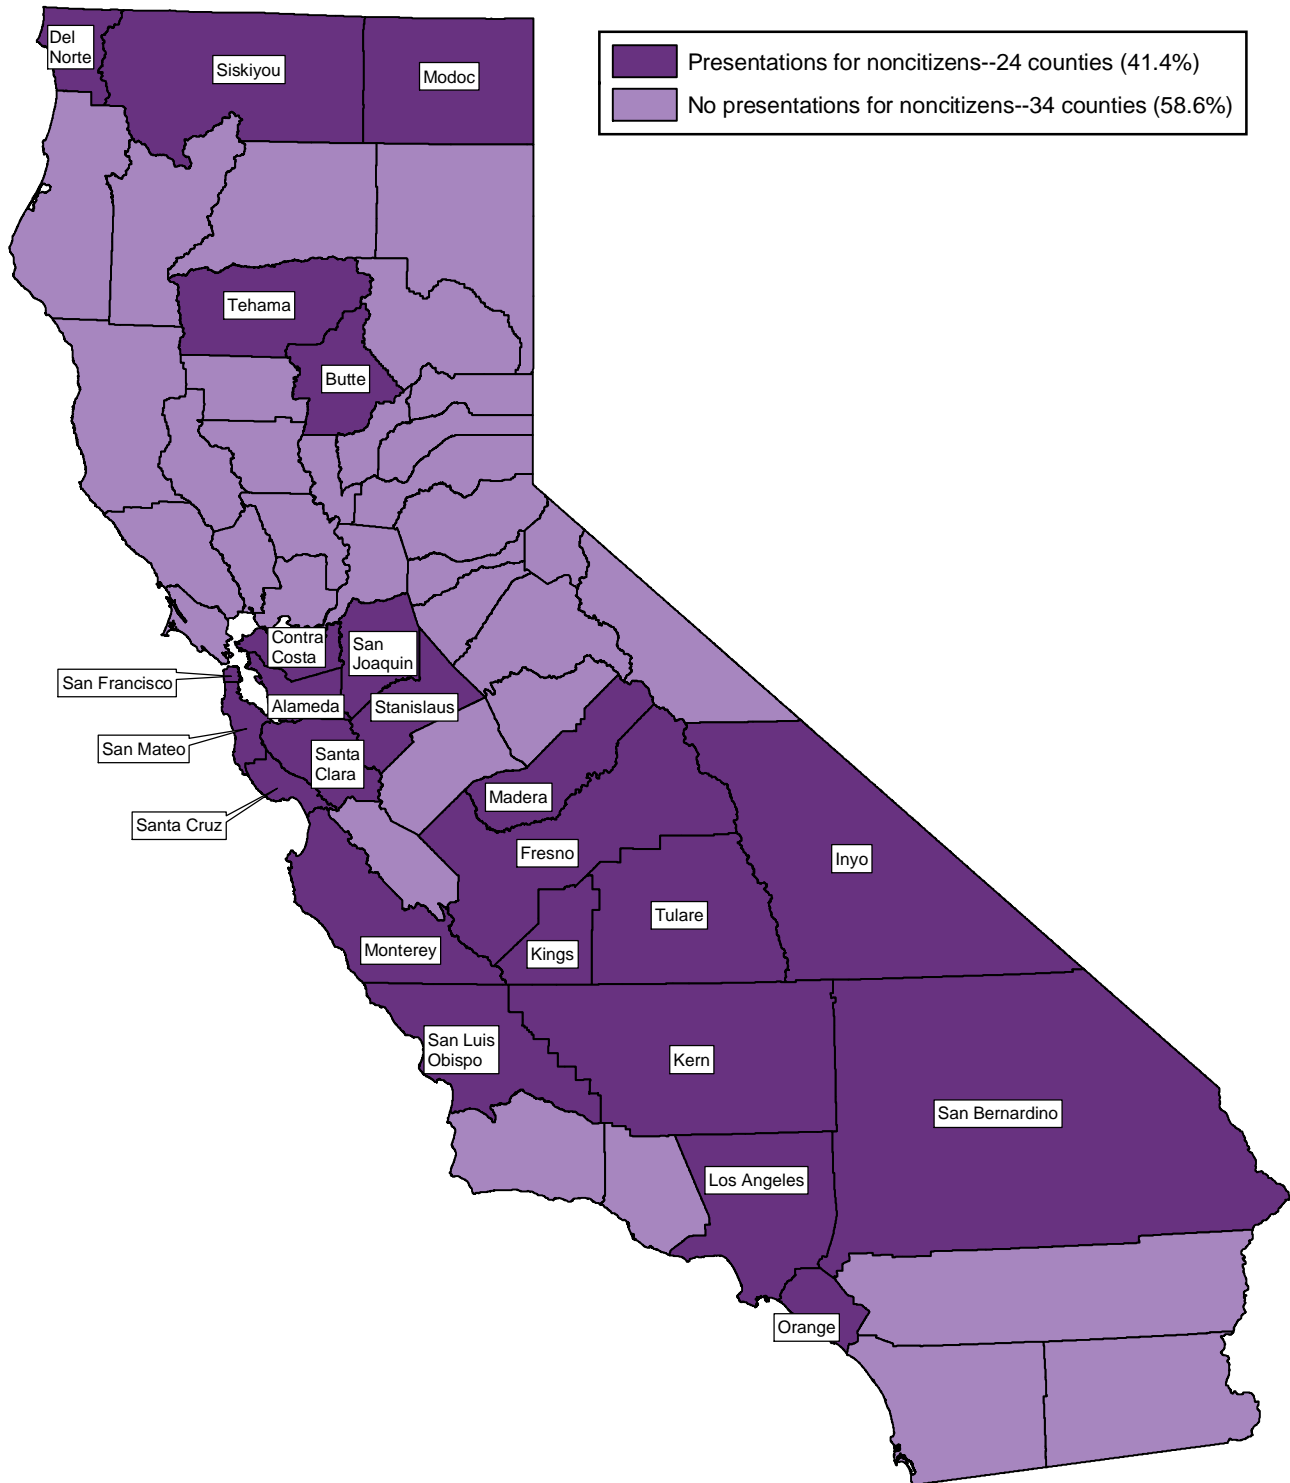 Del
Norte
Siskiyou
Modoc
Presentations for noncitizens--24 counties (41.4%)
No presentations for noncitizens--34 counties (58.6%)
Tehama
Butte
Contra
Costa
San
Joaquin
San Francisco
Alameda
Stanislaus
San Mateo
Santa
Clara
Madera
Santa Cruz
Fresno
Inyo
Tulare
Monterey
Kings
San Luis
Obispo
Kern
San Bernardino
Los Angeles
Orange